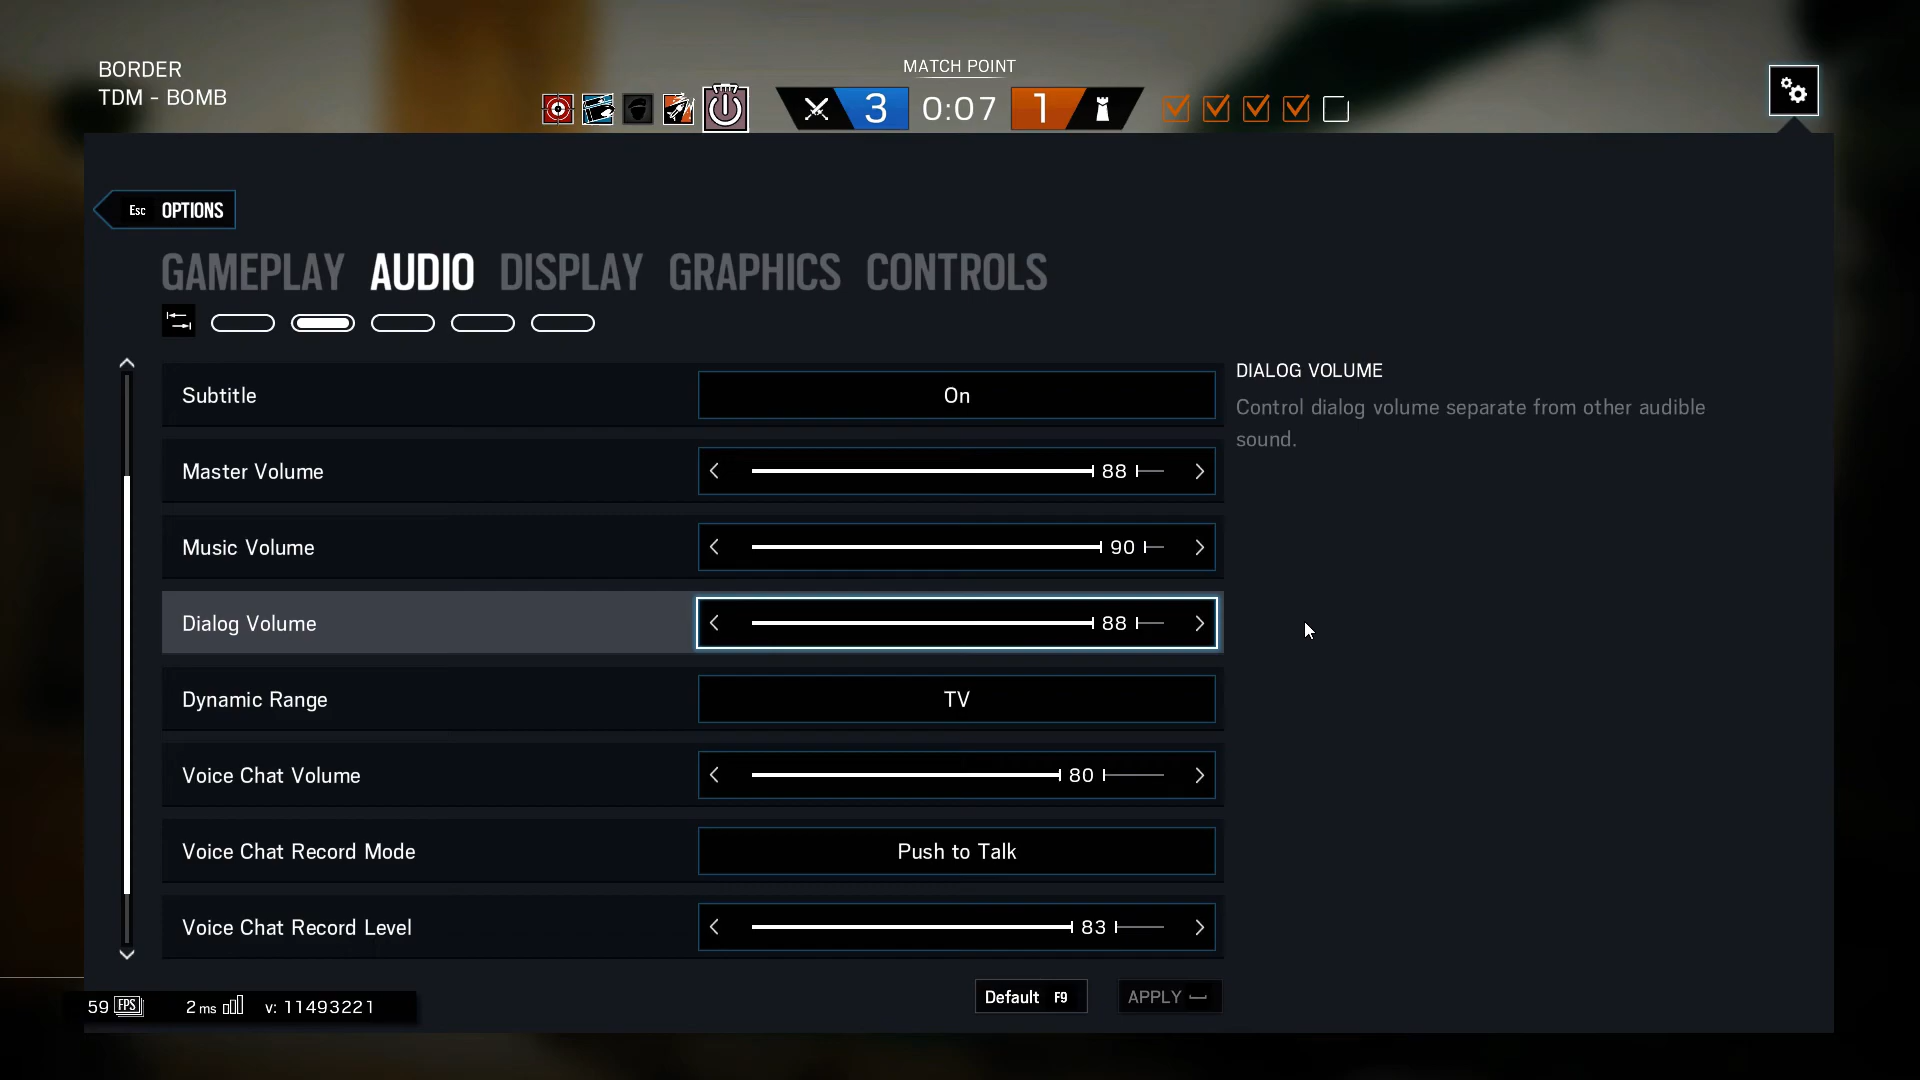 BORDER
TDM - BOMB
MATCH POINT
3 0:07 1
Esc OPTIONS
GAMEPLAY AUDIO DISPLAY GRAPHICS CONTROLS
Subtitle On
Master Volume 88
Music Volume 90
Dialog Volume 88
Dynamic Range TV
Voice Chat Volume 80
Voice Chat Record Mode Push to Talk
Voice Chat Record Level 83
DIALOG VOLUME
Control dialog volume separate from other audible
sound.
Default F9 APPLY
59 FPS 2 ms v: 11493221